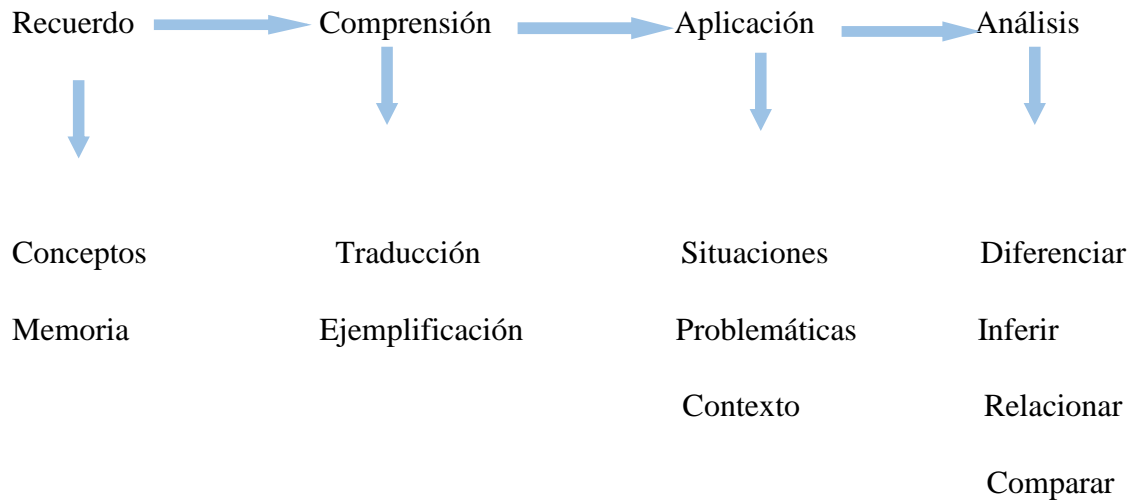 Recuerdo Comprensión Aplicación Análisis
Conceptos Traducción Situaciones Diferenciar
Memoria Ejemplificación Problemáticas Inferir
Contexto Relacionar
Comparar